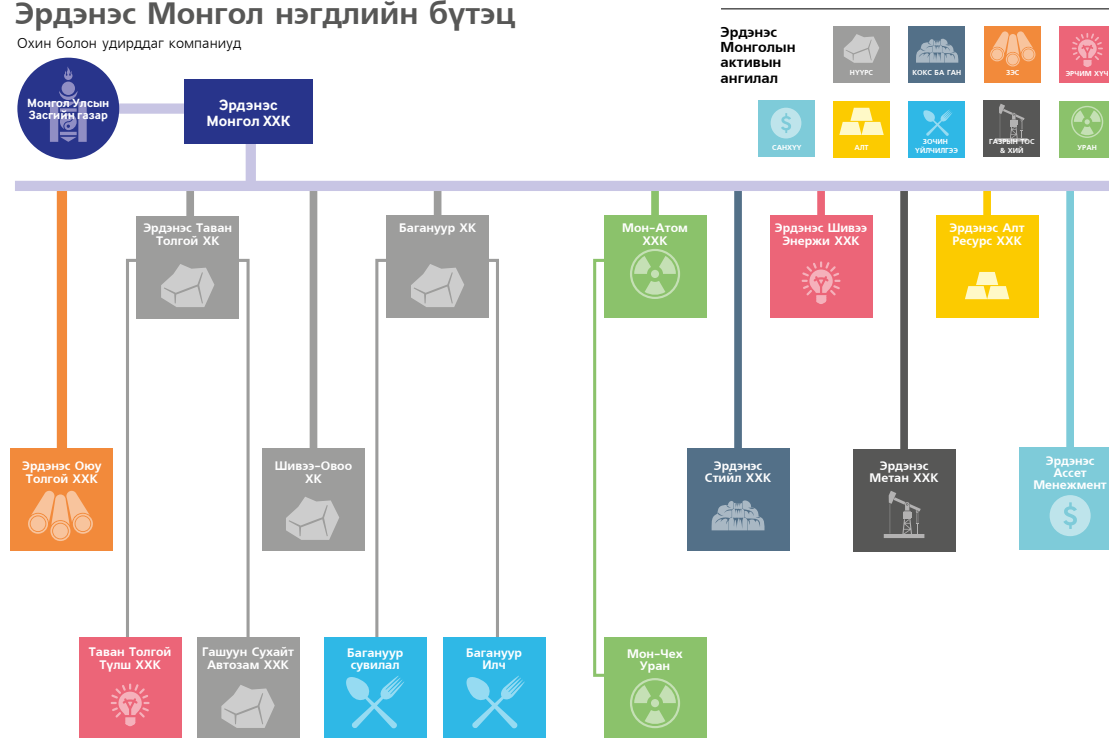 Эрдэнэс Монгол нэгдлийн бүтэц
Охин болон удирддаг компаниуд
Монгол Улсын
Засгийн газар
Эрдэнэс
Монгол ХХК
Эрдэнэс
Монголын
активын
ангилал
НҮҮРС
КОКС БА ГАН
ЗЭС
ЭРЧИМ ХҮЧ
САНХҮҮ
АЛТ
ЗОЧИН
ҮЙЛЧИЛГЭЭ
ГАЗРЫН ТОС
& ХИЙ
УРАН
Эрдэнэс Таван
Толгой ХК
Багануур ХК
Мон-Атом
ХХК
Эрдэнэс Шивээ
Энержи ХХК
Эрдэнэс Алт
Ресурс ХХК
Эрдэнэс Оюу
Толгой ХХК
Шивээ-Овоо
ХК
Эрдэнэс
Стийл ХХК
Эрдэнэс
Метан ХХК
Эрдэнэс
Ассет
Менежмент
Таван Толгой
Түлш ХХК
Гашуун Сухайт
Автозам ХХК
Багануур
сувилал
Багануур
Илч
Мон-Чех
Уран